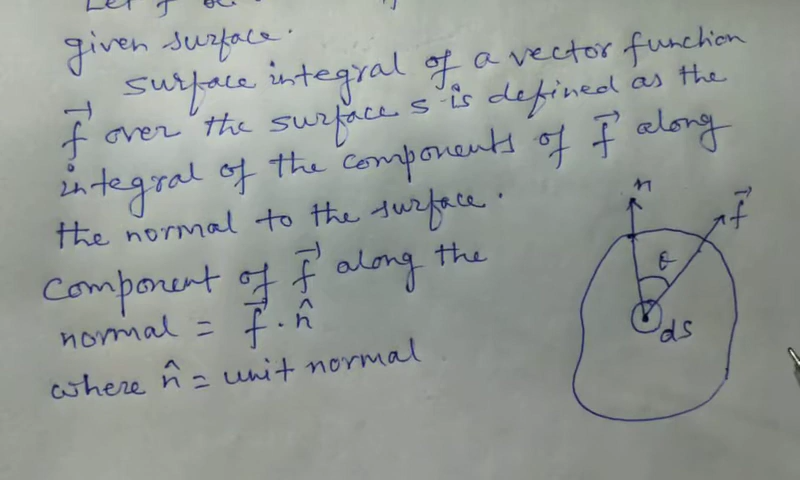 Let f
given surface.
surface integral of a vector function
f⃗ over the surface s is defined as the
integral of the components of f⃗ along
the normal to the surface.
component of f⃗ along the
normal = f⃗ . n̂
where n̂ = unit normal
n
f⃗
θ
ds